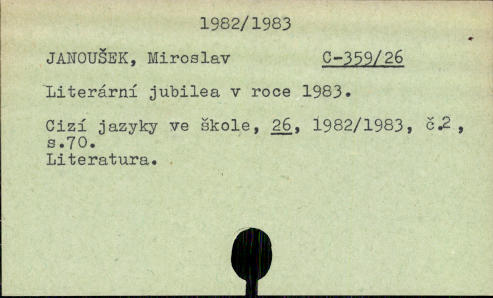 1982/1983
JANOUŠEK, Miroslav C-359/26
Literární jubilea v roce 1983.
Cizí jazyky ve škole, 26, 1982/1983, č.2,
s.70.
Literatura.